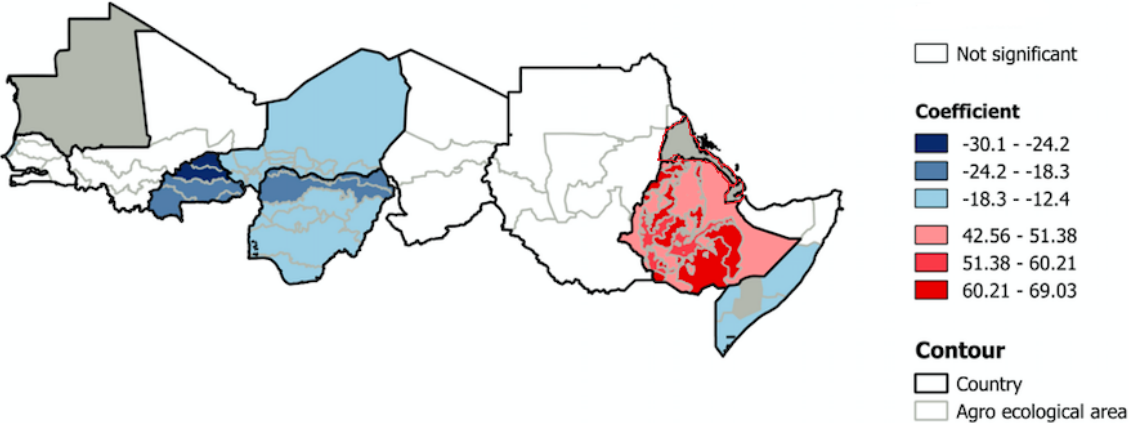 Not significant
Coefficient
-30.1 - -24.2
-24.2 - -18.3
-18.3 - -12.4
42.56 - 51.38
51.38 - 60.21
60.21 - 69.03
Contour
Country
Agro ecological area